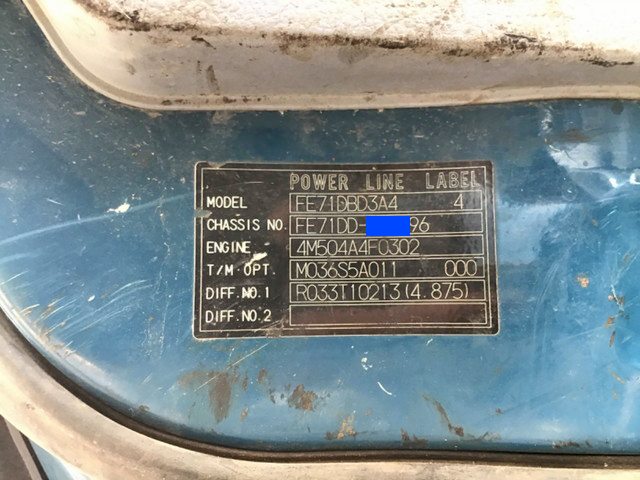 POWER LINE LABEL
MODEL FE71DBD3A4 4
CHASSIS NO. FE71DD- 96
ENGINE 4M504A4F0302
T/M.OPT. M036S5A011 000
DIFF.NO.1 R033T10213(4.875)
DIFF.NO.2